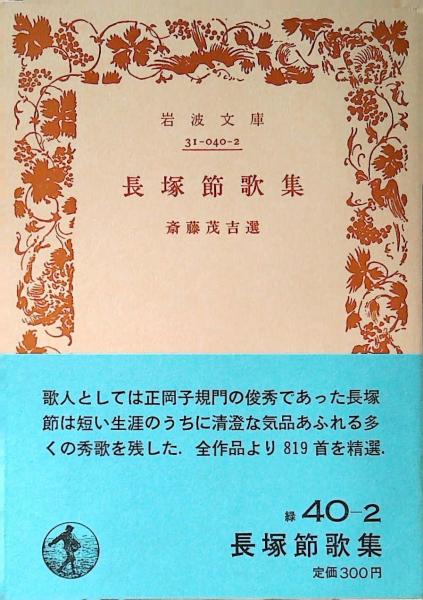 岩波文庫
31-040-2
長塚節歌集
斎藤茂吉選
歌人としては正岡子規門の俊秀であった長塚
節は短い生涯のうちに清澄な気品あふれる多
くの秀歌を残した．全作品より819首を精選．
緑 40-2
長塚節歌集
定価300円